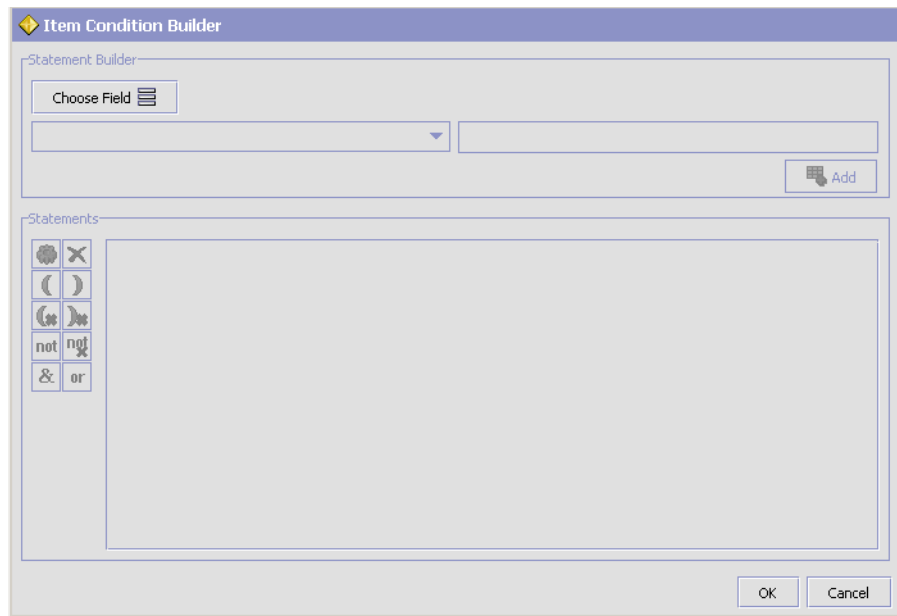 Item Condition Builder
Statement Builder
Choose Field
Add
Statements
( )
( )
not not
& or
OK Cancel